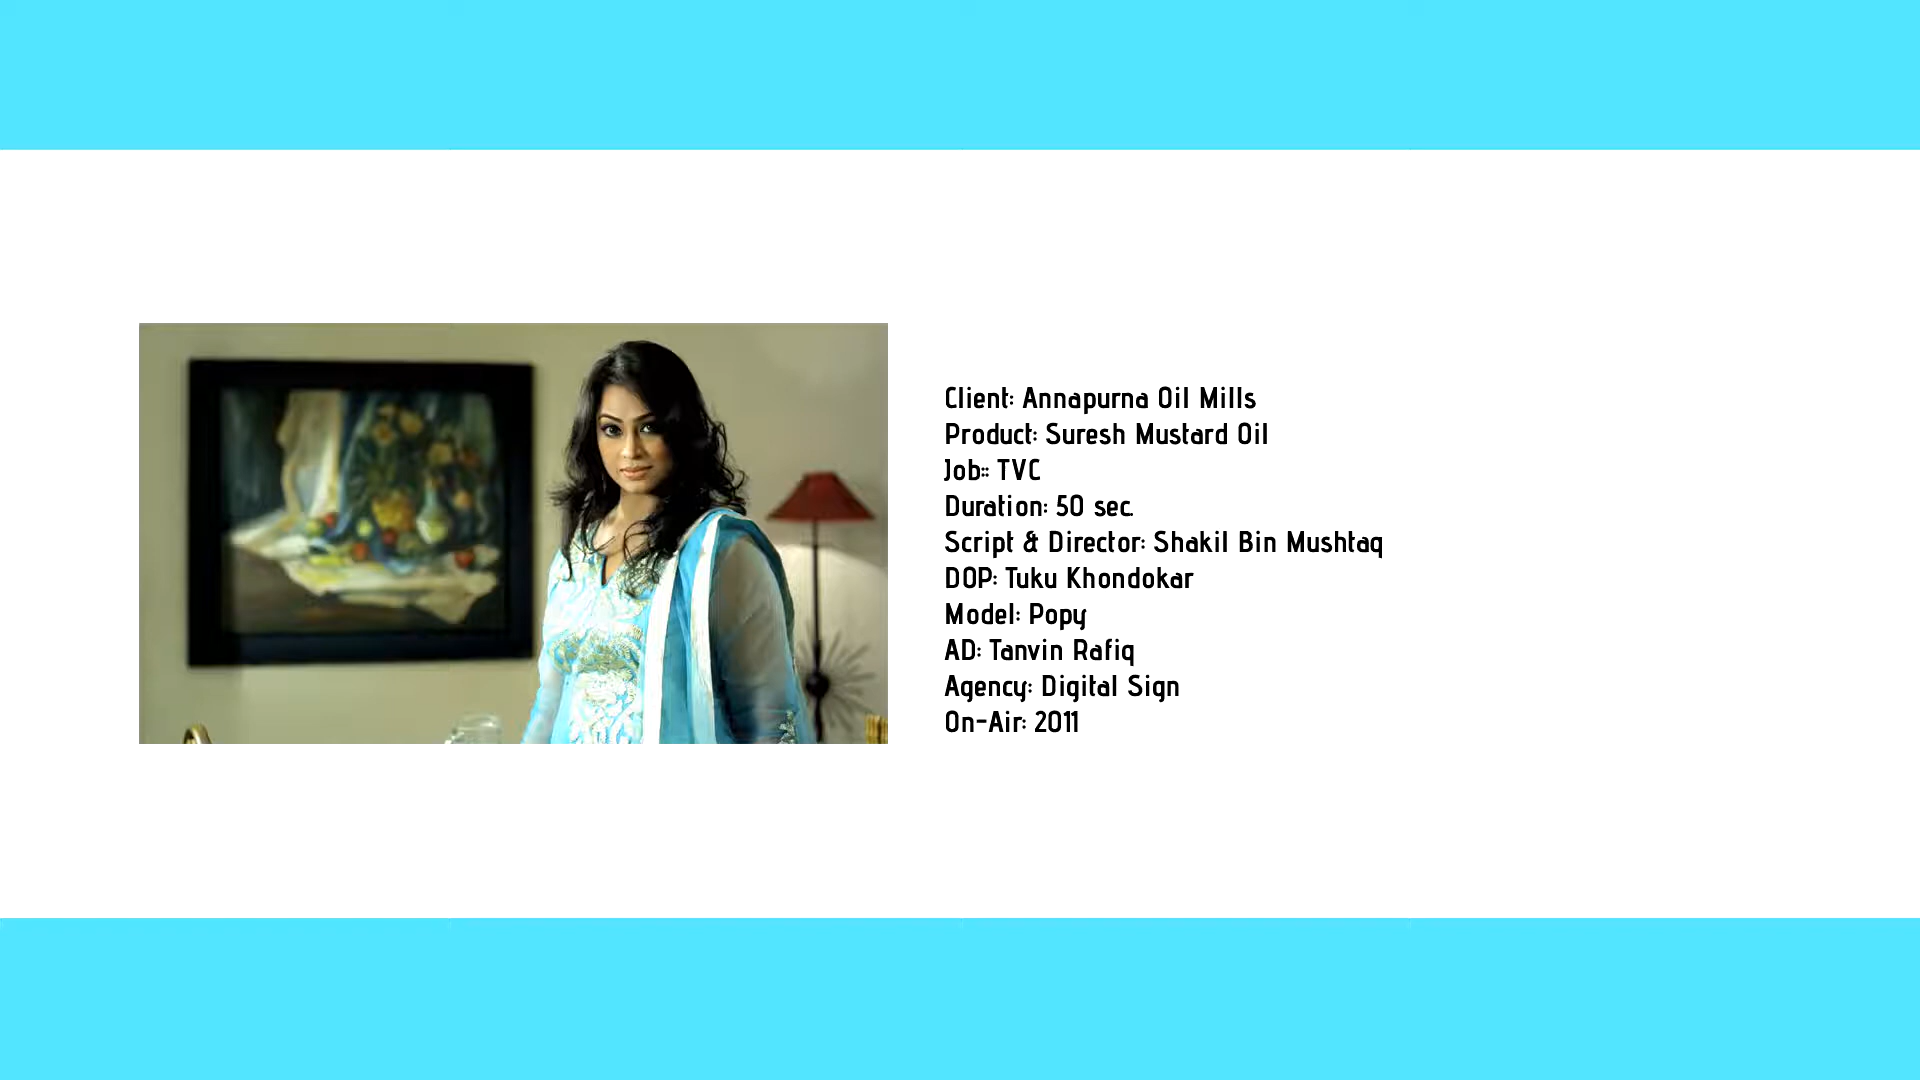 Client: Annapurna Oil Mills
Product: Suresh Mustard Oil
Job:: TVC
Duration: 50 sec.
Script & Director: Shakil Bin Mushtaq
DOP: Tuku Khondokar
Model: Popy
AD: Tanvin Rafiq
Agency: Digital Sign
On-Air: 2011